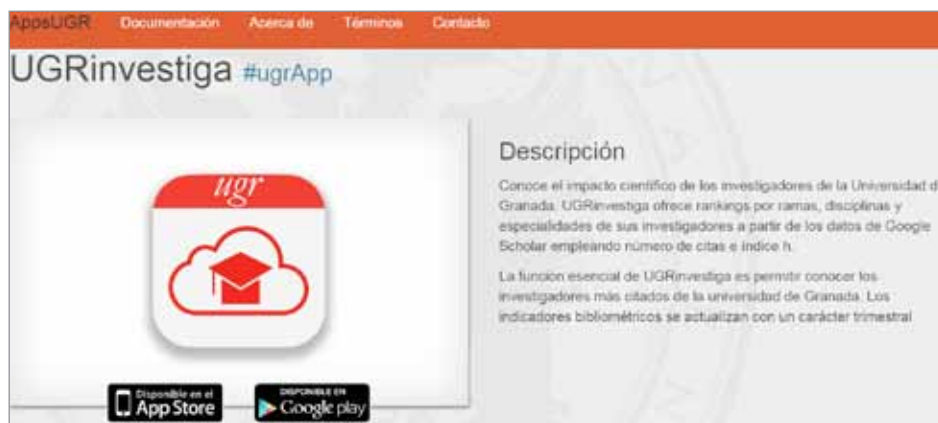 AppsUGR Documentación Acerca de Términos Contacto
UGRinvestiga #ugrApp
ugr
Disponible en el
App Store
DISPONIBLE EN
Google play
Descripción
Conoce el impacto científico de los investigadores de la Universidad d
Granada. UGRinvestiga ofrece rankings por ramas, disciplinas y
especialidades de sus investigadores a partir de los datos de Google
Scholar empleando número de citas e indice h.
La función esencial de UGRinvestiga es permitir conocer los
investigadores más citados de la universidad de Granada. Los
indicadores bibliométricos se actualizan con un carácter trimestral